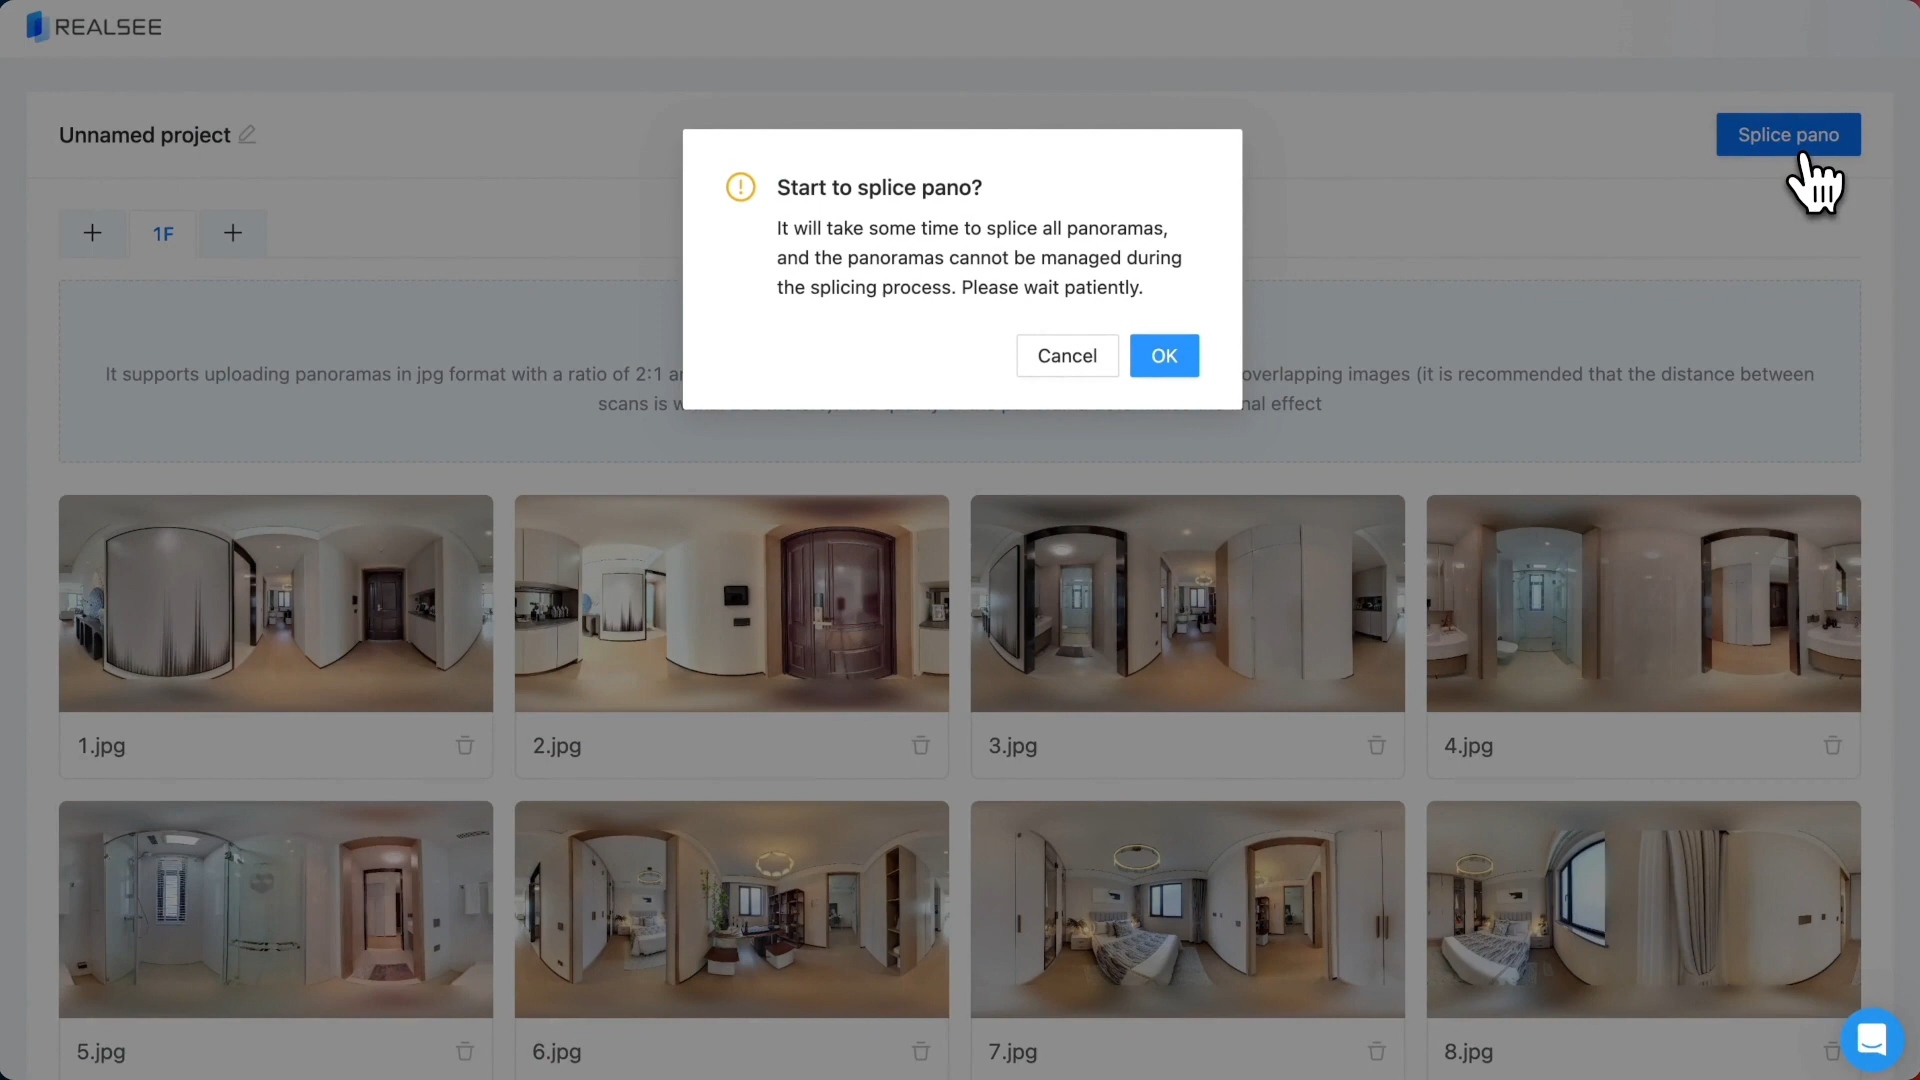 REALSEE
Unnamed project
Splice pano
Start to splice pano?
It will take some time to splice all panoramas,
and the panoramas cannot be managed during
the splicing process. Please wait patiently.
Cancel
OK
1F
It supports uploading panoramas in jpg format with a ratio of 2:1 overlapping images (it is recommended that the distance between
scans is effect
1.jpg
2.jpg
3.jpg
4.jpg
5.jpg
6.jpg
7.jpg
8.jpg